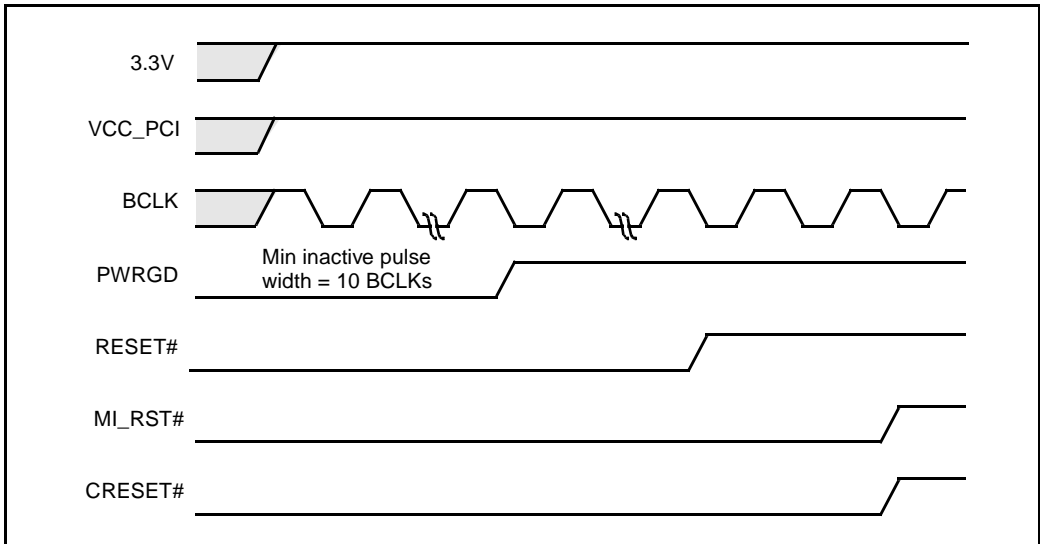 3.3V
VCC_PCI
BCLK
Min inactive pulse
width = 10 BCLKs
PWRGD
RESET#
MI_RST#
CRESET#